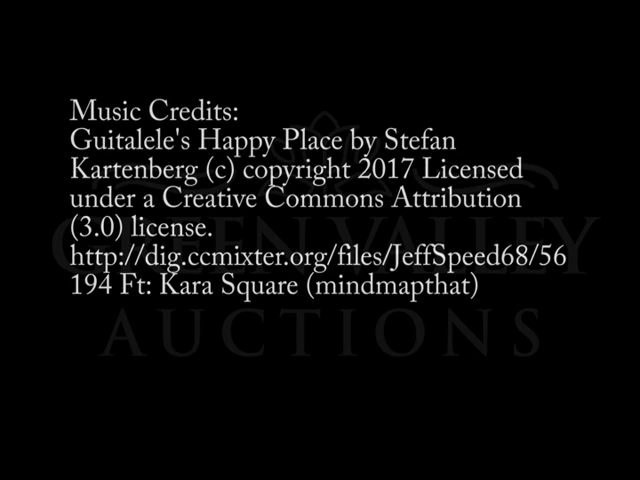 Music Credits:
Guitalele's Happy Place by Stefan
Kartenberg (c) copyright 2017 Licensed
under a Creative Commons Attribution
(3.0) license.
http://dig.ccmixter.org/files/JeffSpeed68/56
194 Ft: Kara Square (mindmapthat)
GREEN VALLEY
AUCTIONS